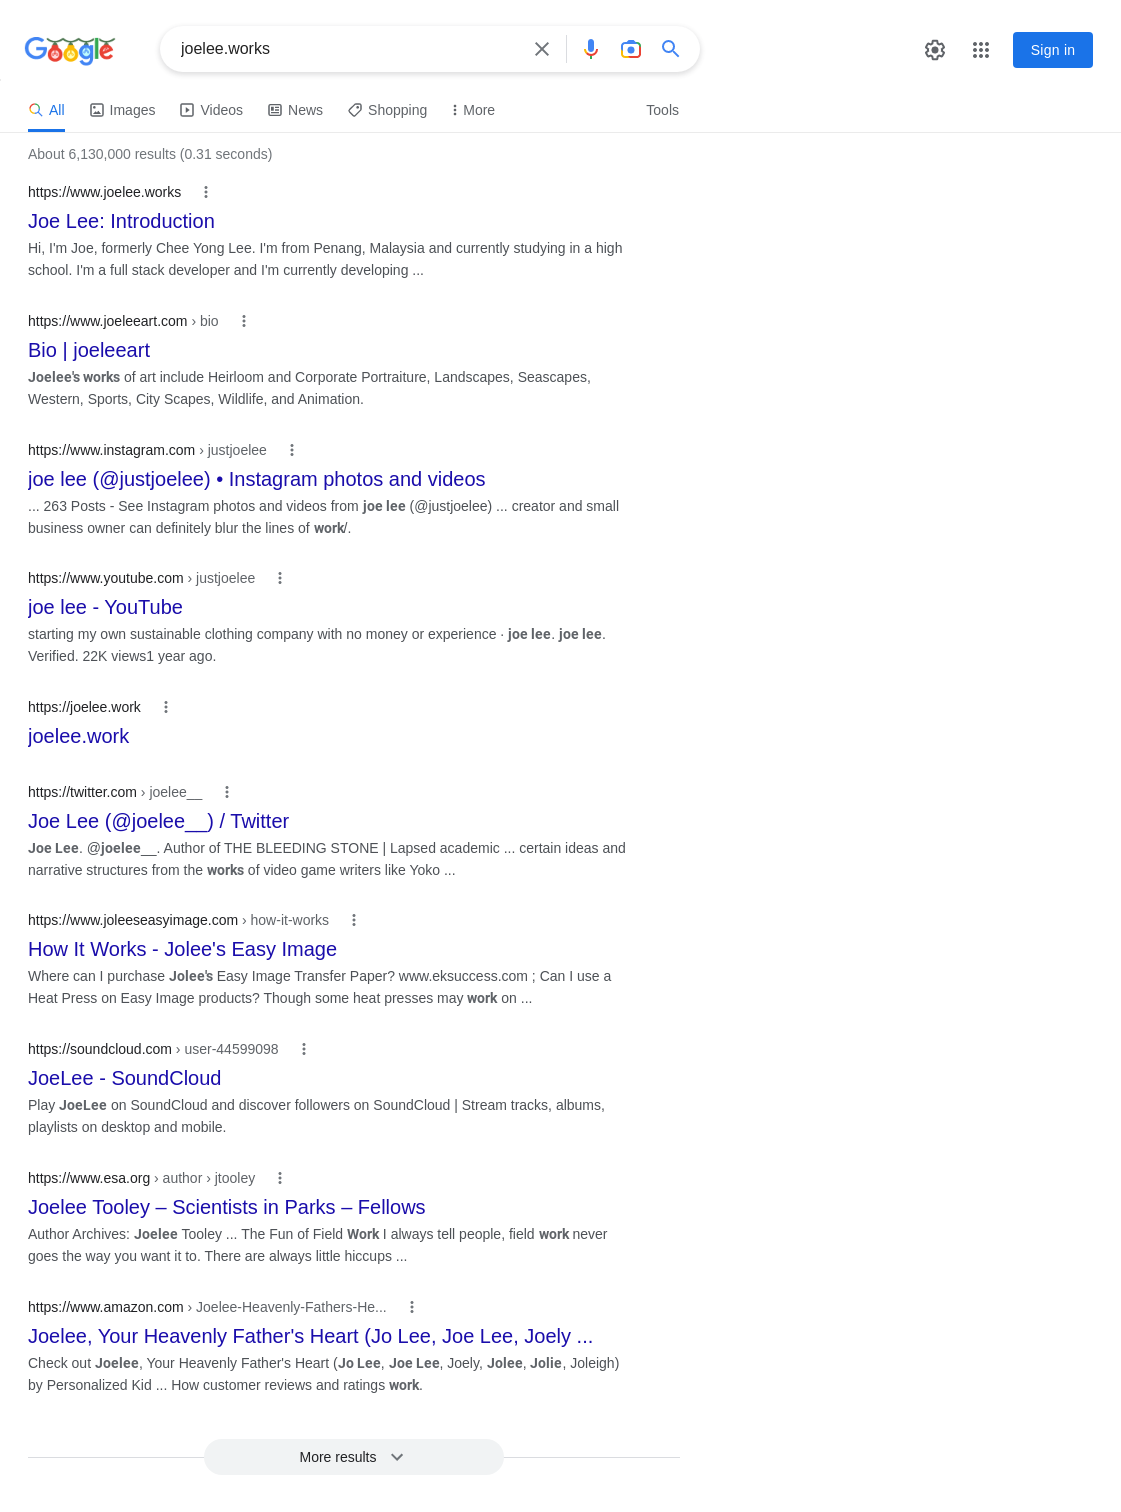 Google
joelee.works
Sign in
All Images Videos News Shopping More Tools
About 6,130,000 results (0.31 seconds)
https://www.joelee.works
Joe Lee: Introduction
Hi, I'm Joe, formerly Chee Yong Lee. I'm from Penang, Malaysia and currently studying in a high
school. I'm a full stack developer and I'm currently developing ...
https://www.joeleeart.com › bio
Bio | joeleeart
Joelee's works of art include Heirloom and Corporate Portraiture, Landscapes, Seascapes,
Western, Sports, City Scapes, Wildlife, and Animation.
https://www.instagram.com › justjoelee
joe lee (@justjoelee) • Instagram photos and videos
... 263 Posts - See Instagram photos and videos from joe lee (@justjoelee) ... creator and small
business owner can definitely blur the lines of work/.
https://www.youtube.com › justjoelee
joe lee - YouTube
starting my own sustainable clothing company with no money or experience · joe lee. joe lee.
Verified. 22K views1 year ago.
https://joelee.work
joelee.work
https://twitter.com › joelee__
Joe Lee (@joelee__) / Twitter
Joe Lee. @joelee__. Author of THE BLEEDING STONE | Lapsed academic ... certain ideas and
narrative structures from the works of video game writers like Yoko ...
https://www.joleeseasyimage.com › how-it-works
How It Works - Jolee's Easy Image
Where can I purchase Jolee's Easy Image Transfer Paper? www.eksuccess.com ; Can I use a
Heat Press on Easy Image products? Though some heat presses may work on ...
https://soundcloud.com › user-44599098
JoeLee - SoundCloud
Play JoeLee on SoundCloud and discover followers on SoundCloud | Stream tracks, albums,
playlists on desktop and mobile.
https://www.esa.org › author › jtooley
Joelee Tooley – Scientists in Parks – Fellows
Author Archives: Joelee Tooley ... The Fun of Field Work I always tell people, field work never
goes the way you want it to. There are always little hiccups ...
https://www.amazon.com › Joelee-Heavenly-Fathers-He...
Joelee, Your Heavenly Father's Heart (Jo Lee, Joe Lee, Joely ...
Check out Joelee, Your Heavenly Father's Heart (Jo Lee, Joe Lee, Joely, Jolee, Jolie, Joleigh)
by Personalized Kid ... How customer reviews and ratings work.
More results